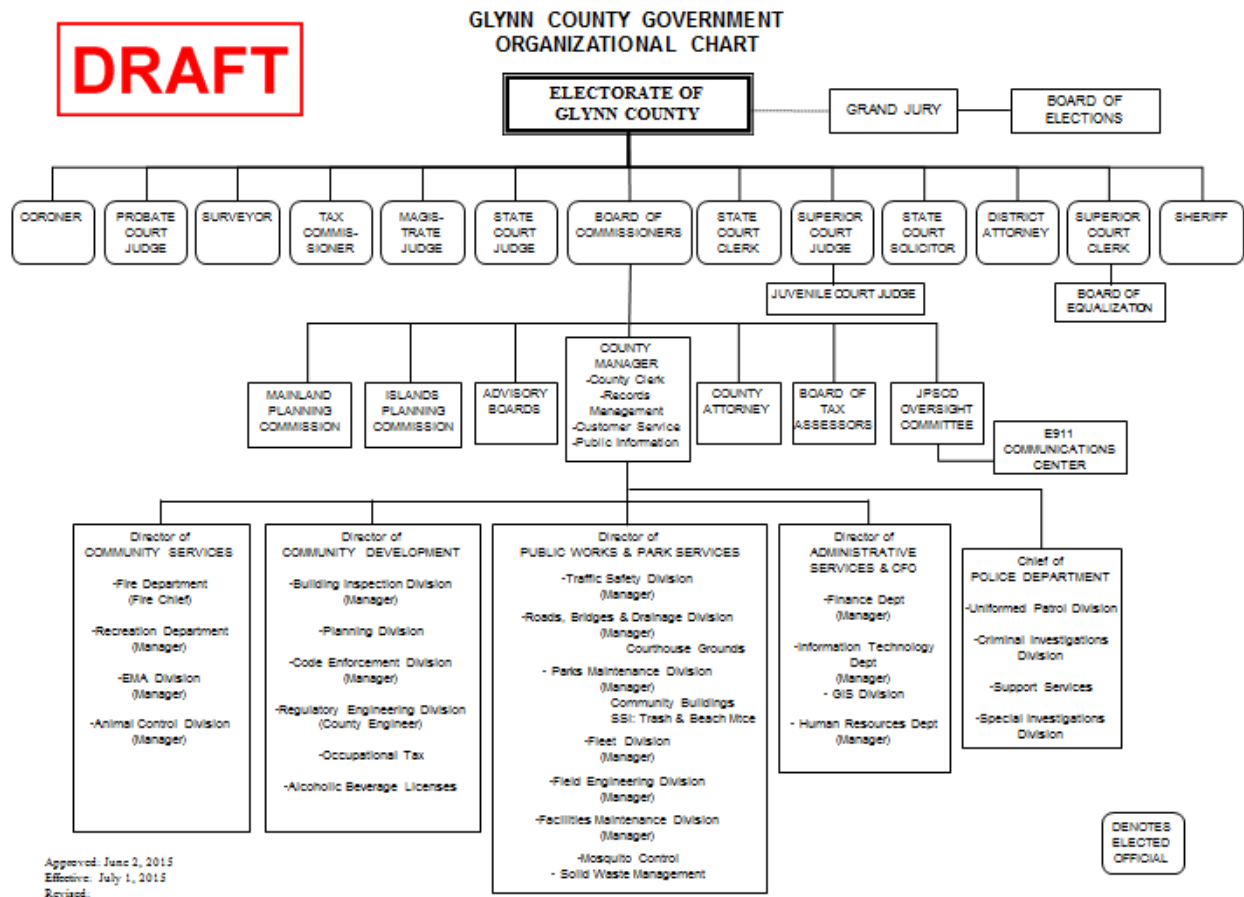 GLYNN COUNTY GOVERNMENT
ORGANIZATIONAL CHART
DRAFT
ELECTORATE OF
GLYNN COUNTY
GRAND JURY
BOARD OF
ELECTIONS
CORONER
PROBATE
COURT
JUDGE
SURVEYOR
TAX
COMMIS-
SIONER
MAGIS-
TRATE
JUDGE
STATE
COURT
JUDGE
BOARD OF
COMMISSIONERS
STATE
COURT
CLERK
SUPERIOR
COURT
JUDGE
STATE
COURT
SOLICITOR
DISTRICT
ATTORNEY
SUPERIOR
COURT
CLERK
SHERIFF
JUVENILE COURT JUDGE
BOARD OF
EQUALIZATION
MAINLAND
PLANNING
COMMISSION
ISLANDS
PLANNING
COMMISSION
ADVISORY
BOARDS
COUNTY
MANAGER
-County Clerk
-Records
Management
-Customer Service
-Public Information
COUNTY
ATTORNEY
BOARD OF
TAX
ASSESSORS
JPSCD
OVERSIGHT
COMMITTEE
E911
COMMUNICATIONS
CENTER
Director of
COMMUNITY SERVICES
-Fire Department
(Fire Chief)
-Recreation Department
(Manager)
-EMA Division
(Manager)
-Animal Control Division
(Manager)
Director of
COMMUNITY DEVELOPMENT
-Building Inspection Division
(Manager)
-Planning Division
-Code Enforcement Division
(Manager)
-Regulatory Engineering Division
(County Engineer)
-Occupational Tax
-Alcoholic Beverage Licenses
Director of
PUBLIC WORKS & PARK SERVICES
-Traffic Safety Division
(Manager)
-Roads, Bridges & Drainage Division
(Manager)
Courthouse Grounds
- Parks Maintenance Division
(Manager)
Community Buildings
SSI: Trash & Beach Mtce
-Fleet Division
(Manager)
-Field Engineering Division
(Manager)
-Facilities Maintenance Division
(Manager)
-Mosquito Control
- Solid Waste Management
Director of
ADMINISTRATIVE
SERVICES & CFO
-Finance Dept
(Manager)
-Information Technology
Dept
(Manager)
- GIS Division
- Human Resources Dept
(Manager)
Chief of
POLICE DEPARTMENT
-Uniformed Patrol Division
-Criminal Investigations
Division
-Support Services
-Special Investigations
Division
DENOTES
ELECTED
OFFICIAL
Approved: June 2, 2015
Effective: July 1, 2015
Revised: